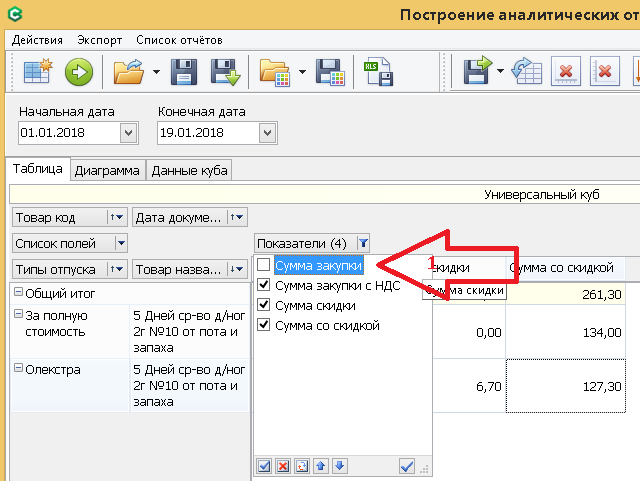 Построение аналитических от
Действия Экспорт Список отчётов
XLS
Начальная дата Конечная дата
01.01.2018 19.01.2018
Таблица Диаграмма Данные куба
Универсальный куб
Товар код Дата докуме...
Список полей Показатели (4)
Типы отпуска Товар назва... скидки Сумма со скидкой
Сумма закупки
1
Сумма закупки с НДС
Сумма скидки
Сумма скидки
Сумма со скидкой
Общий итог 261,30
За полную стоимость 5 Дней ср-во д/ног 2г №10 от пота и запаха 0,00 134,00
Олекстра 5 Дней ср-во д/ног 2г №10 от пота и запаха 6,70 127,30